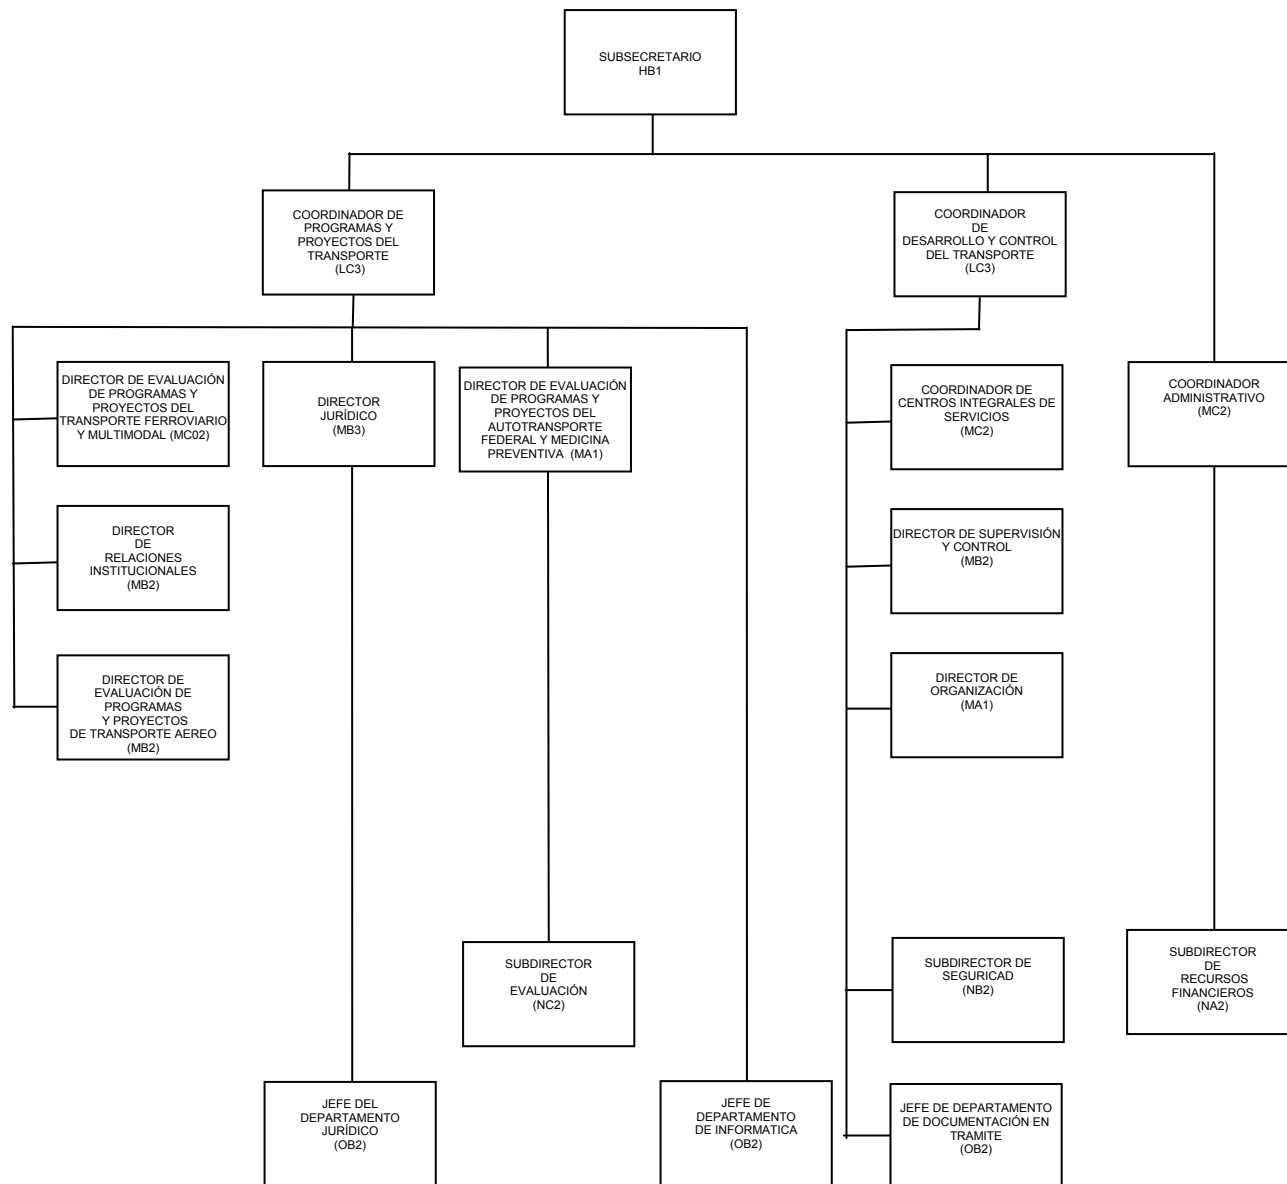 SUBSECRETARIO
HB1
COORDINADOR DE
PROGRAMAS Y
PROYECTOS DEL
TRANSPORTE
(LC3)
COORDINADOR
DE
DESARROLLO Y CONTROL
DEL TRANSPORTE
(LC3)
DIRECTOR DE EVALUACIÓN
DE PROGRAMAS Y
PROYECTOS DEL
TRANSPORTE FERROVIARIO
Y MULTIMODAL (MC02)
DIRECTOR
JURÍDICO
(MB3)
DIRECTOR DE EVALUACIÓN
DE PROGRAMAS Y
PROYECTOS DEL
AUTOTRANSPORTE
FEDERAL Y MEDICINA
PREVENTIVA (MA1)
COORDINADOR DE
CENTROS INTEGRALES DE
SERVICIOS
(MC2)
COORDINADOR
ADMINISTRATIVO
(MC2)
DIRECTOR
DE
RELACIONES
INSTITUCIONALES
(MB2)
DIRECTOR DE SUPERVISIÓN
Y CONTROL
(MB2)
DIRECTOR DE
EVALUACIÓN DE
PROGRAMAS
Y PROYECTOS
DE TRANSPORTE AEREO
(MB2)
DIRECTOR DE
ORGANIZACIÓN
(MA1)
SUBDIRECTOR
DE
EVALUACIÓN
(NC2)
SUBDIRECTOR DE
SEGURICAD
(NB2)
SUBDIRECTOR
DE
RECURSOS
FINANCIEROS
(NA2)
JEFE DEL
DEPARTAMENTO
JURÍDICO
(OB2)
JEFE DE
DEPARTAMENTO
DE INFORMATICA
(OB2)
JEFE DE DEPARTAMENTO
DE DOCUMENTACIÓN EN
TRAMITE
(OB2)